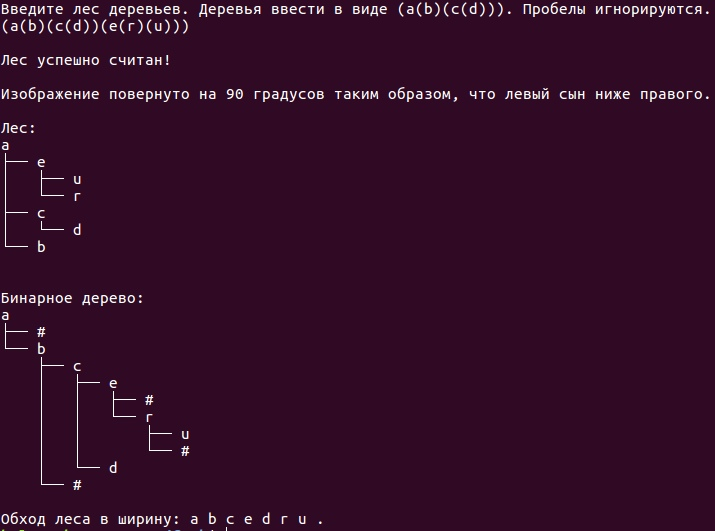 Введите лес деревьев. Деревья ввести в виде (a(b)(c(d))). Пробелы игнорируются.
(a(b)(c(d))(e(r)(u)))
Лес успешно считан!
Изображение повернуто на 90 градусов таким образом, что левый сын ниже правого.
Лес:
a
e
u
r
c
d
b
Бинарное дерево:
a
#
b
c
e
#
r
u
#
d
#
Обход леса в ширину: a b c e d r u .